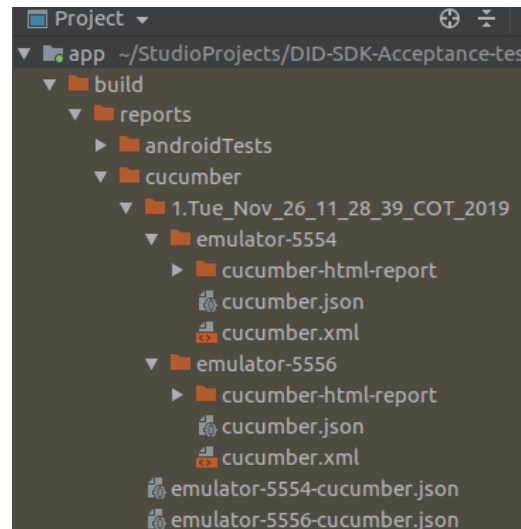 Project
app ~/StudioProjects/DID-SDK-Acceptance-tes
build
reports
androidTests
cucumber
1.Tue_Nov_26_11_28_39_COT_2019
emulator-5554
cucumber-html-report
cucumber.json
cucumber.xml
emulator-5556
cucumber-html-report
cucumber.json
cucumber.xml
emulator-5554-cucumber.json
emulator-5556-cucumber.json